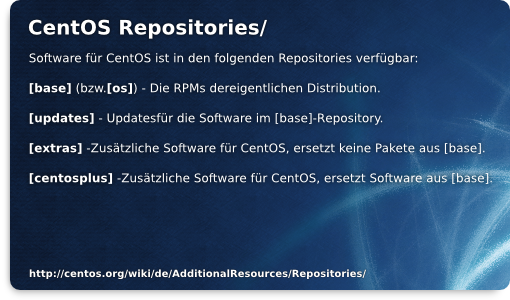 CentOS Repositories/
Software für CentOS ist in den folgenden Repositories verfügbar:
[base] (bzw.[os]) - Die RPMs dereigentlichen Distribution.
[updates] - Updatesfür die Software im [base]-Repository.
[extras] -Zusätzliche Software für CentOS, ersetzt keine Pakete aus [base].
[centosplus] -Zusätzliche Software für CentOS, ersetzt Software aus [base].
http://centos.org/wiki/de/AdditionalResources/Repositories/